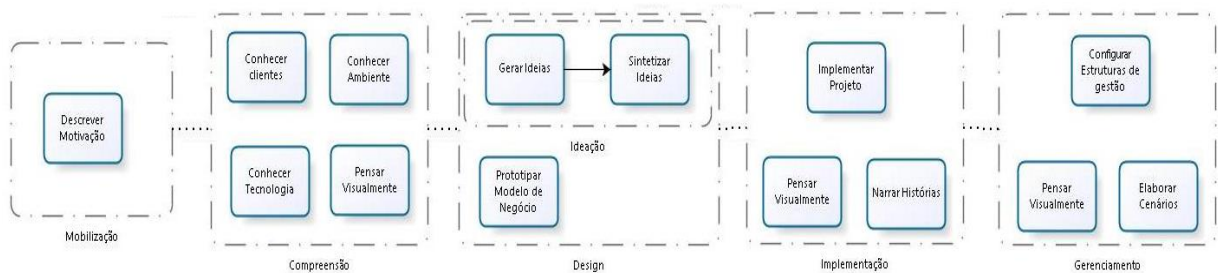 Descrever
Motivação
Mobilização
Conhecer
clientes
Conhecer
Ambiente
Conhecer
Tecnologia
Pensar
Visualmente
Compreensão
Gerar Ideias
Sintetizar
Ideias
Ideação
Prototipar
Modelo de
Negócio
Design
Implementar
Projeto
Pensar
Visualmente
Narrar Histórias
Implementação
Configurar
Estruturas de
gestão
Pensar
Visualmente
Elaborar
Cenários
Gerenciamento